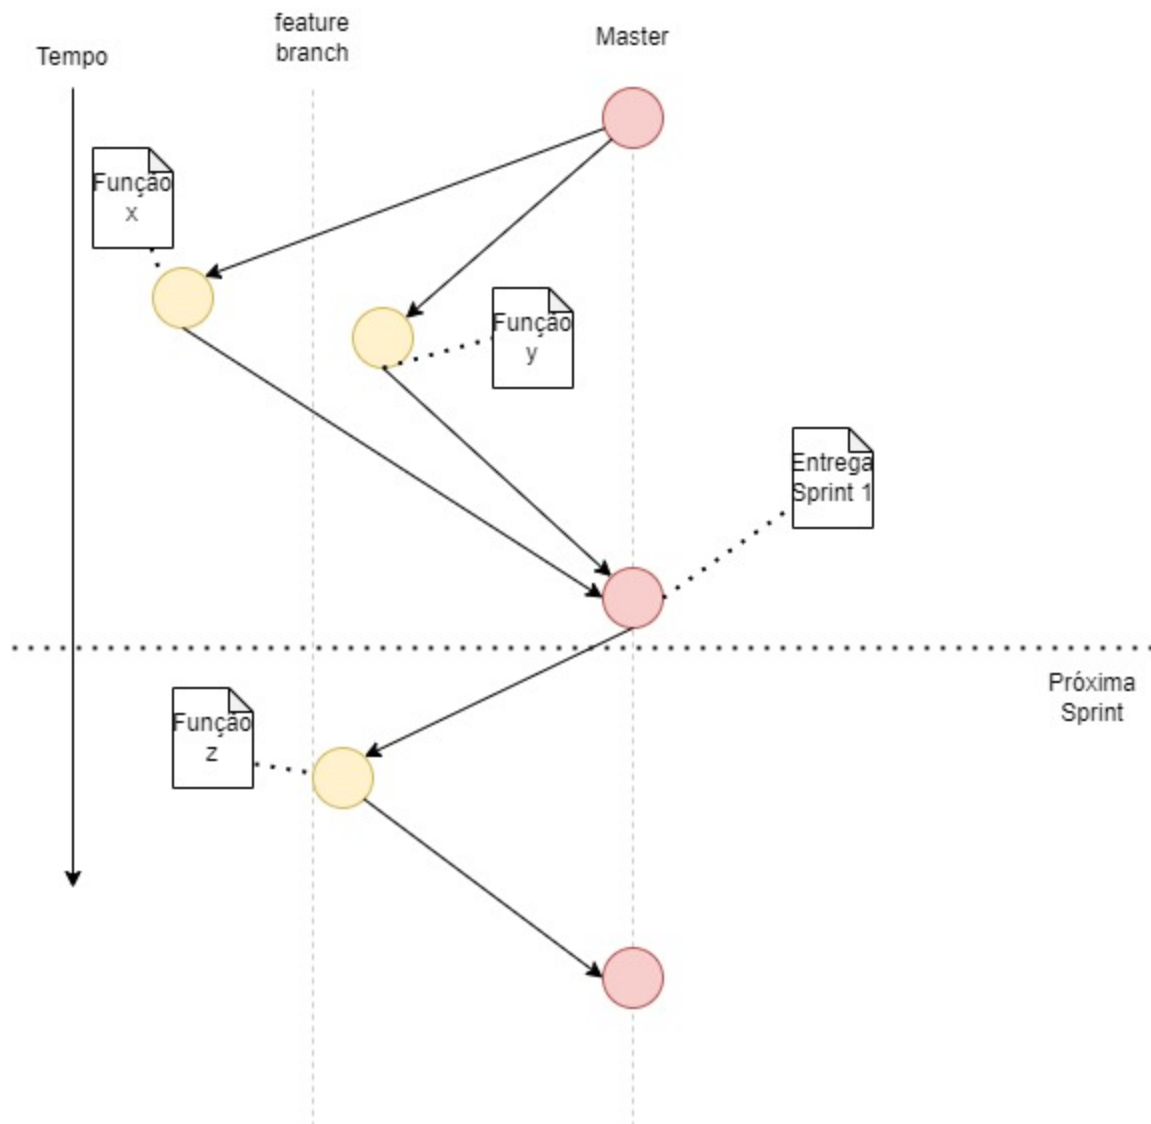 feature
branch
Master
Tempo
Função
x
Função
y
Entrega
Sprint 1
Próxima
Sprint
Função
z